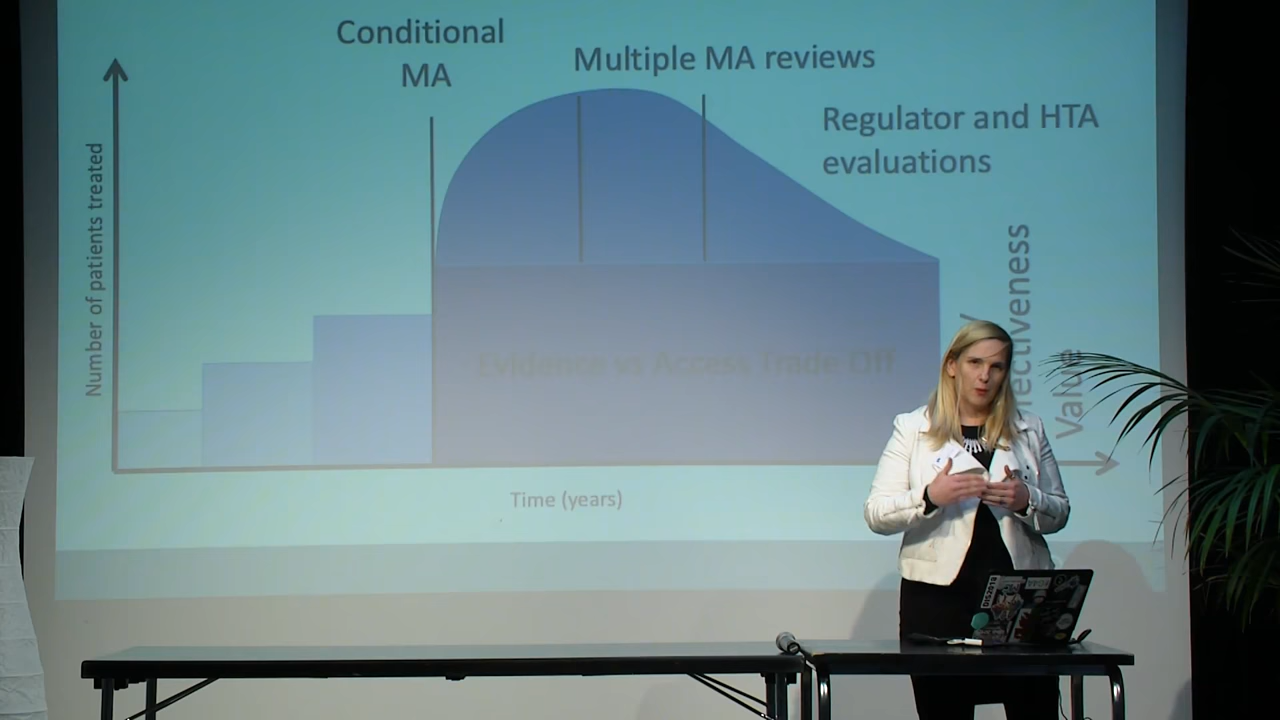 Conditional
MA
Multiple MA reviews
Regulator and HTA
evaluations
Number of patients treated
Evidence vs Access Trade Off
Value
Time (years)